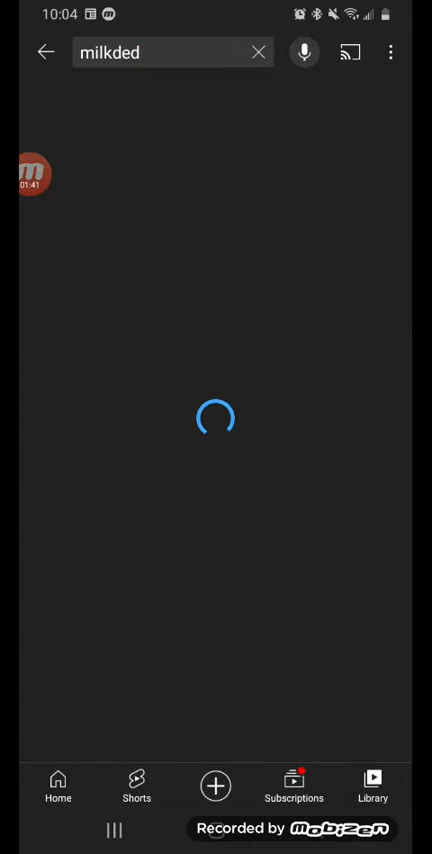 10:04
milkded
m
01:41
Home
Shorts
Subscriptions
Library
Recorded by mobizen